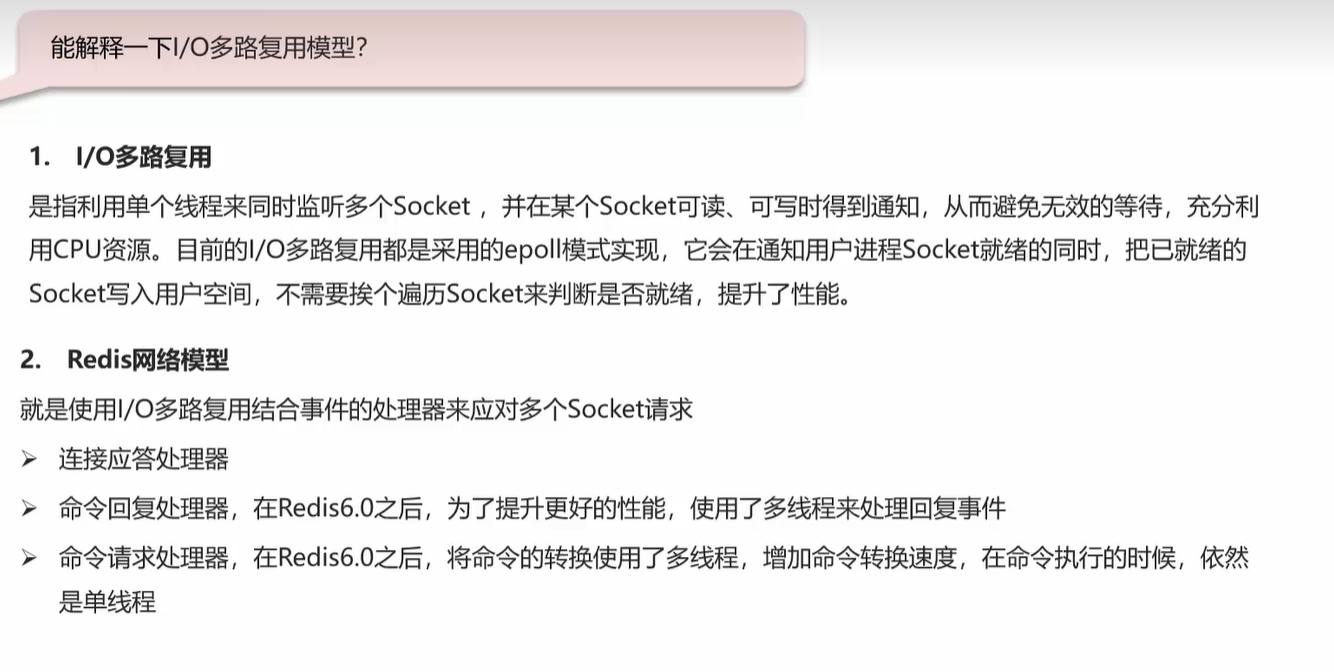 能解释一下I/O多路复用模型？
1. I/O多路复用
是指利用单个线程来同时监听多个Socket ，并在某个Socket可读、可写时得到通知，从而避免无效的等待，充分利
用CPU资源。目前的I/O多路复用都是采用的epoll模式实现，它会在通知用户进程Socket就绪的同时，把已就绪的
Socket写入用户空间，不需要挨个遍历Socket来判断是否就绪，提升了性能。
2. Redis网络模型
就是使用I/O多路复用结合事件的处理器来应对多个Socket请求
➢ 连接应答处理器
➢ 命令回复处理器，在Redis6.0之后，为了提升更好的性能，使用了多线程来处理回复事件
➢ 命令请求处理器，在Redis6.0之后，将命令的转换使用了多线程，增加命令转换速度，在命令执行的时候，依然
是单线程